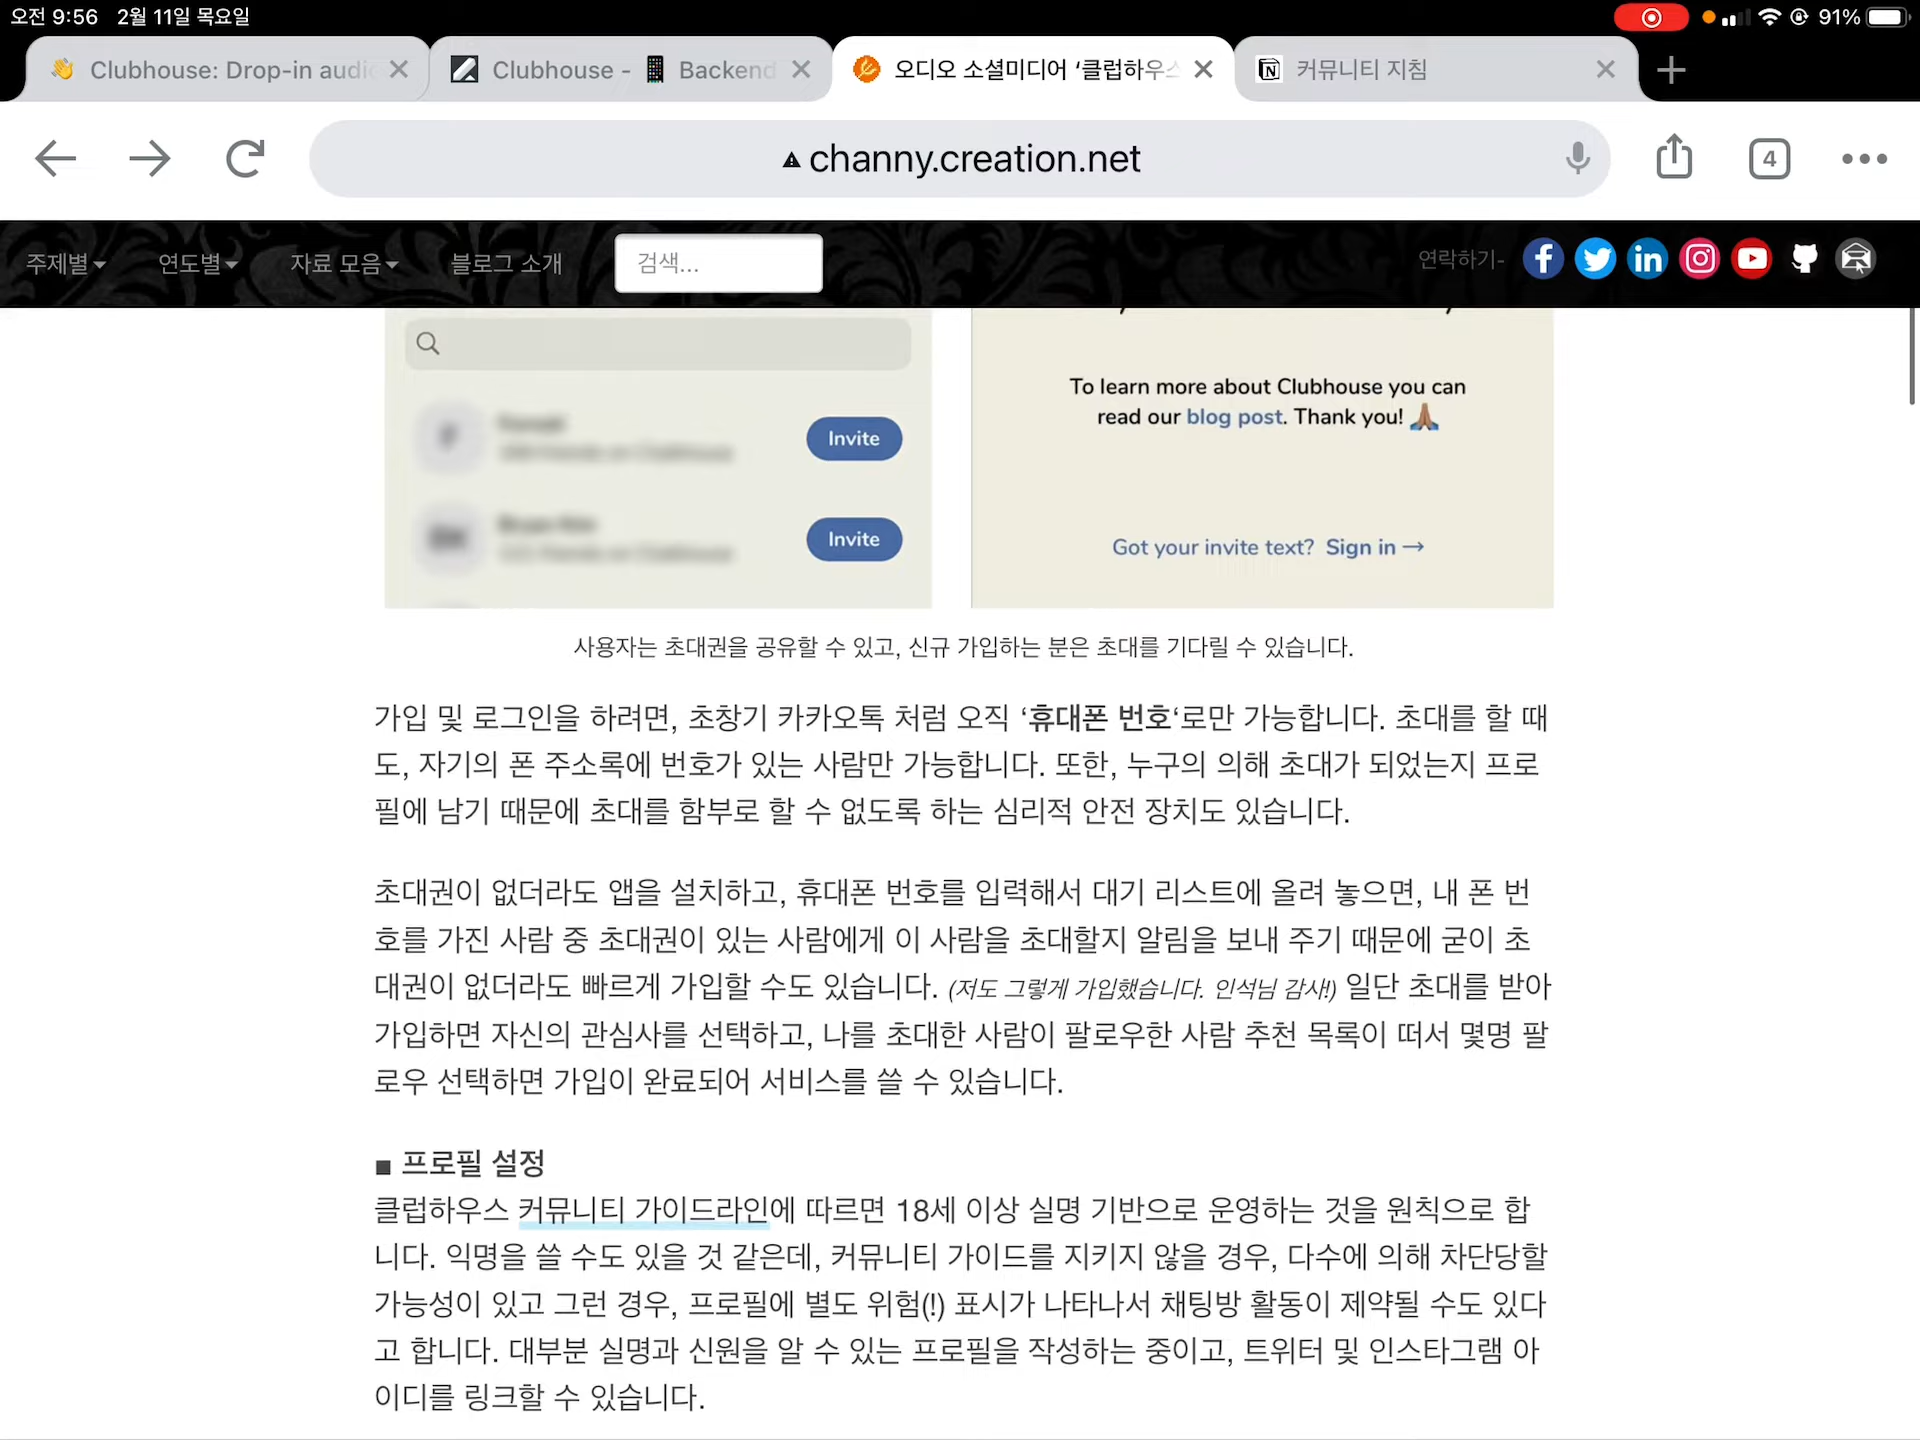 오전 9:56 2월 11일 목요일
91%
Clubhouse: Drop-in audi
Clubhouse - 📱 Backend
오디오 소셜미디어 ‘클럽하우스
커뮤니티 지침
channy.creation.net
4
주제별 연도별 자료 모음 블로그 소개 검색... 연락하기-
To learn more about Clubhouse you can
read our blog post. Thank you! 🙏🏽
Invite
Invite
Got your invite text? Sign in →
사용자는 초대권을 공유할 수 있고, 신규 가입하는 분은 초대를 기다릴 수 있습니다.
가입 및 로그인을 하려면, 초창기 카카오톡 처럼 오직 ‘휴대폰 번호‘로만 가능합니다. 초대를 할 때
도, 자기의 폰 주소록에 번호가 있는 사람만 가능합니다. 또한, 누구의 의해 초대가 되었는지 프로
필에 남기 때문에 초대를 함부로 할 수 없도록 하는 심리적 안전 장치도 있습니다.
초대권이 없더라도 앱을 설치하고, 휴대폰 번호를 입력해서 대기 리스트에 올려 놓으면, 내 폰 번
호를 가진 사람 중 초대권이 있는 사람에게 이 사람을 초대할지 알림을 보내 주기 때문에 굳이 초
대권이 없더라도 빠르게 가입할 수도 있습니다. (저도 그렇게 가입했습니다. 인석님 감사!) 일단 초대를 받아
가입하면 자신의 관심사를 선택하고, 나를 초대한 사람이 팔로우한 사람 추천 목록이 떠서 몇명 팔
로우 선택하면 가입이 완료되어 서비스를 쓸 수 있습니다.
■ 프로필 설정
클럽하우스 커뮤니티 가이드라인에 따르면 18세 이상 실명 기반으로 운영하는 것을 원칙으로 합
니다. 익명을 쓸 수도 있을 것 같은데, 커뮤니티 가이드를 지키지 않을 경우, 다수에 의해 차단당할
가능성이 있고 그런 경우, 프로필에 별도 위험(!) 표시가 나타나서 채팅방 활동이 제약될 수도 있다
고 합니다. 대부분 실명과 신원을 알 수 있는 프로필을 작성하는 중이고, 트위터 및 인스타그램 아
이디를 링크할 수 있습니다.